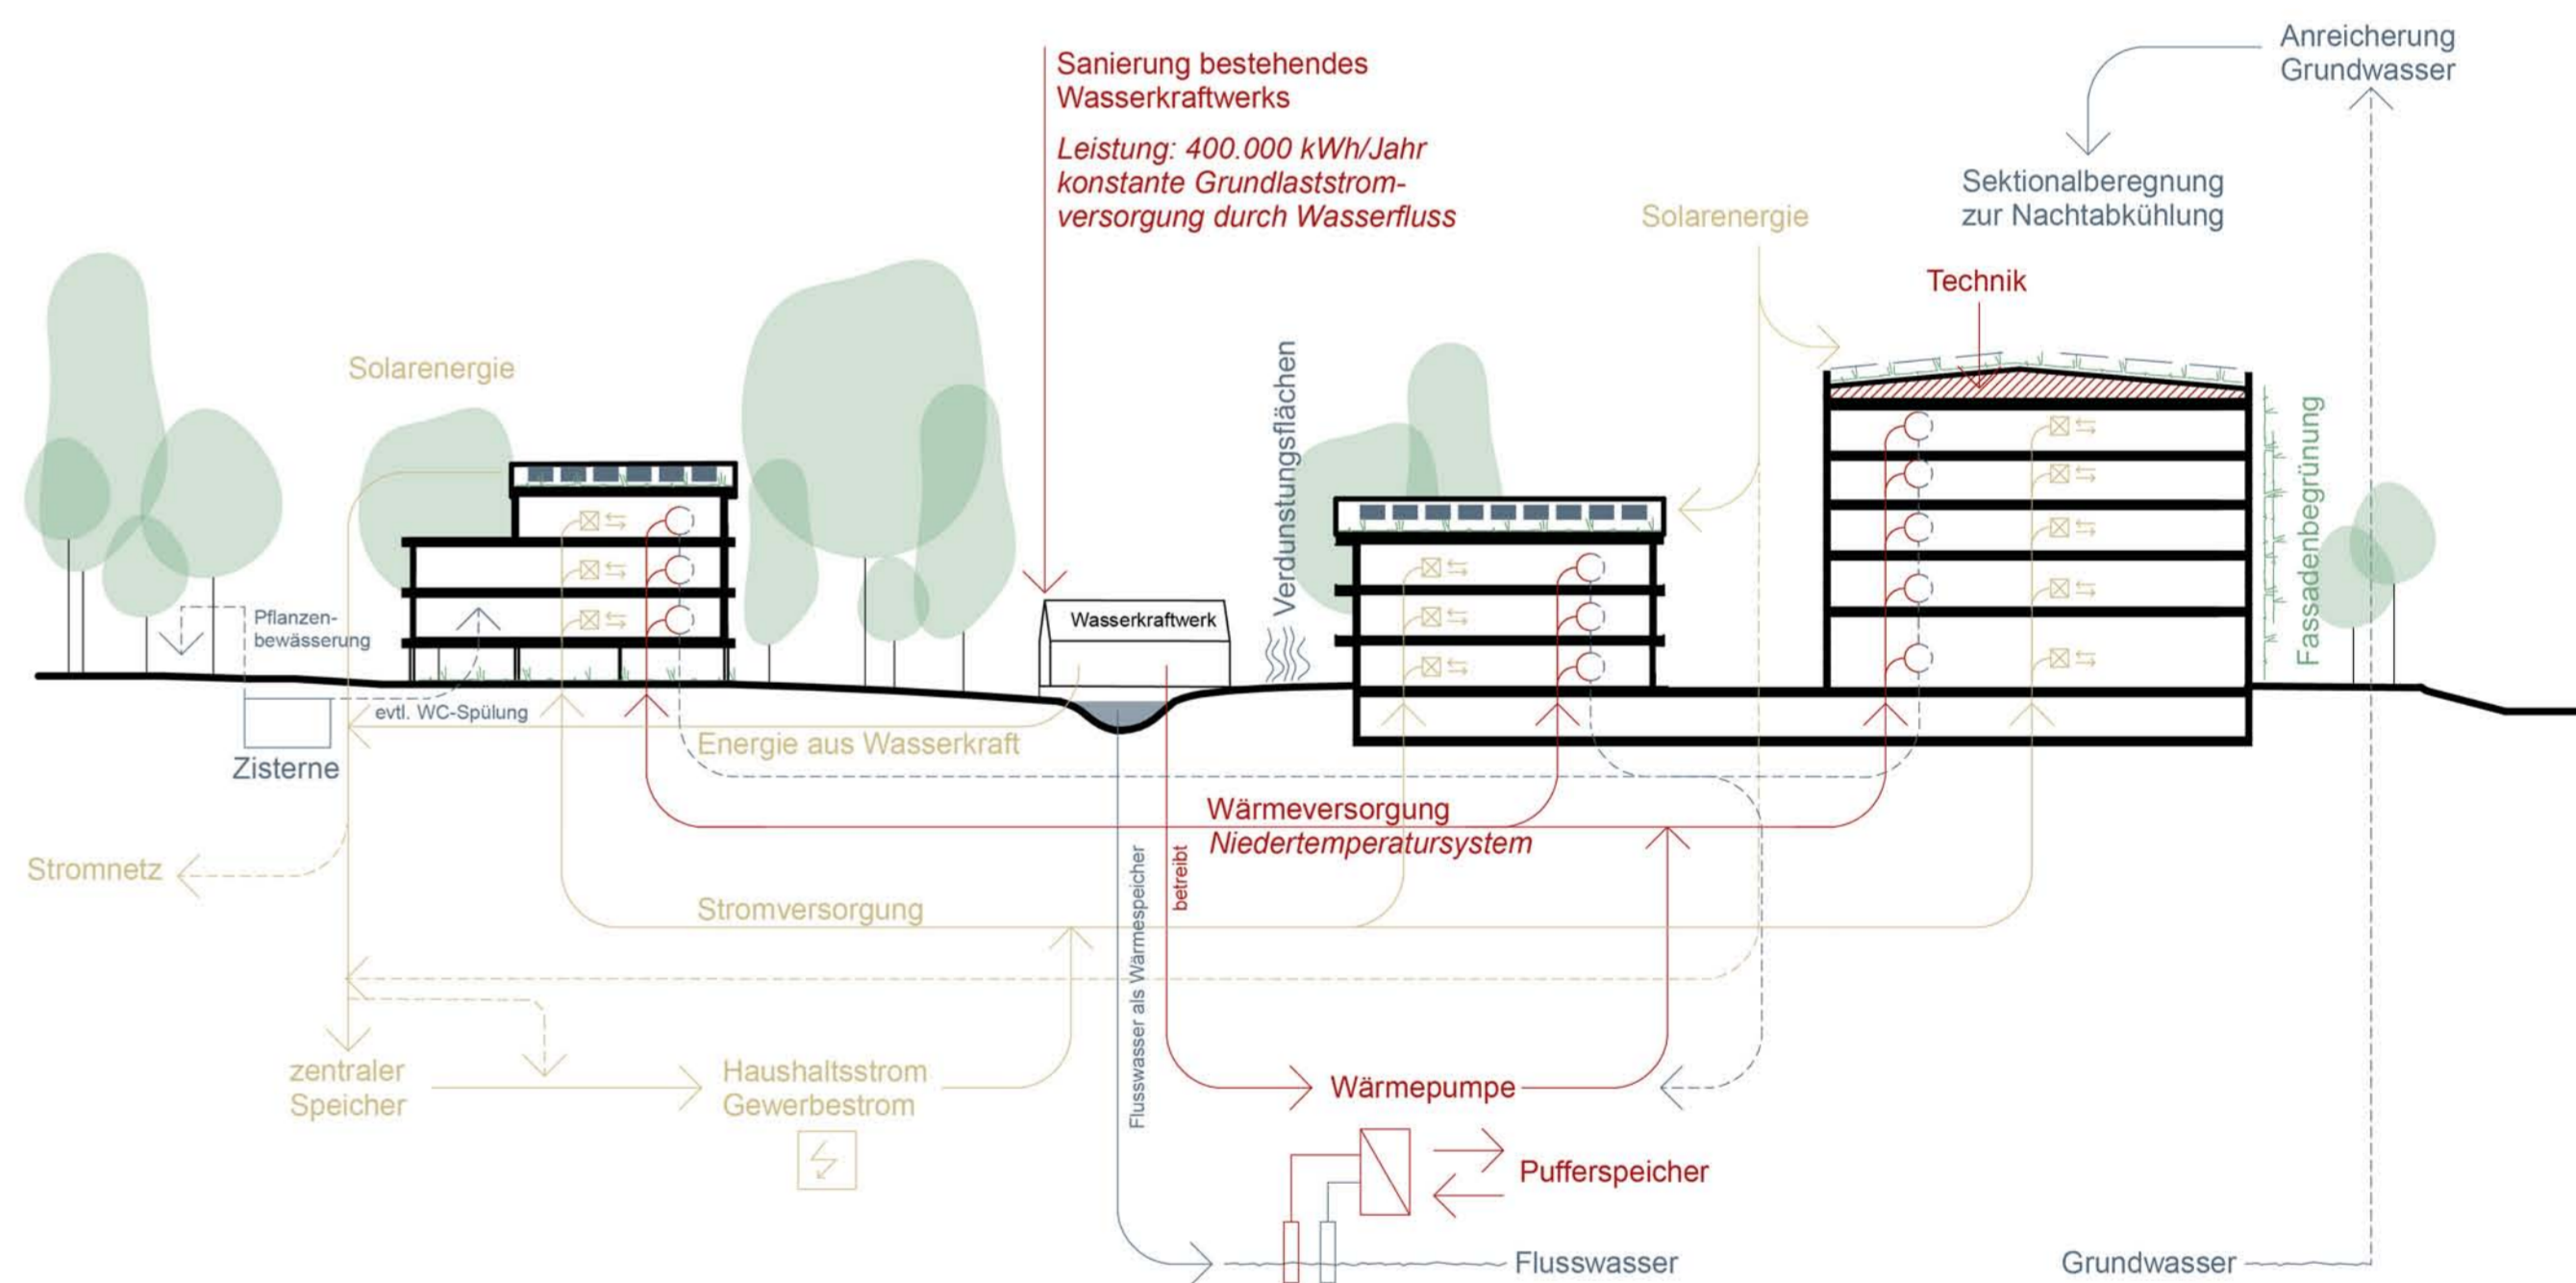 Anreicherung
Grundwasser
Sanierung bestehendes
Wasserkraftwerks
Leistung: 400.000 kWh/Jahr
konstante Grundlaststrom-
versorgung durch Wasserfluss
Sektionalberegnung
zur Nachtabkühlung
Solarenergie
Technik
Solarenergie
Verdunstungsflächen
Fassadenbegrünung
Pflanzen-
bewässerung
Wasserkraftwerk
evtl. WC-Spülung
Energie aus Wasserkraft
Zisterne
Wärmeversorgung
Niedertemperatursystem
Stromnetz
Flusswasser als Wärmespeicher
betreibt
Stromversorgung
zentraler
Speicher
Haushaltsstrom
Gewerbestrom
Wärmepumpe
Pufferspeicher
Flusswasser
Grundwasser